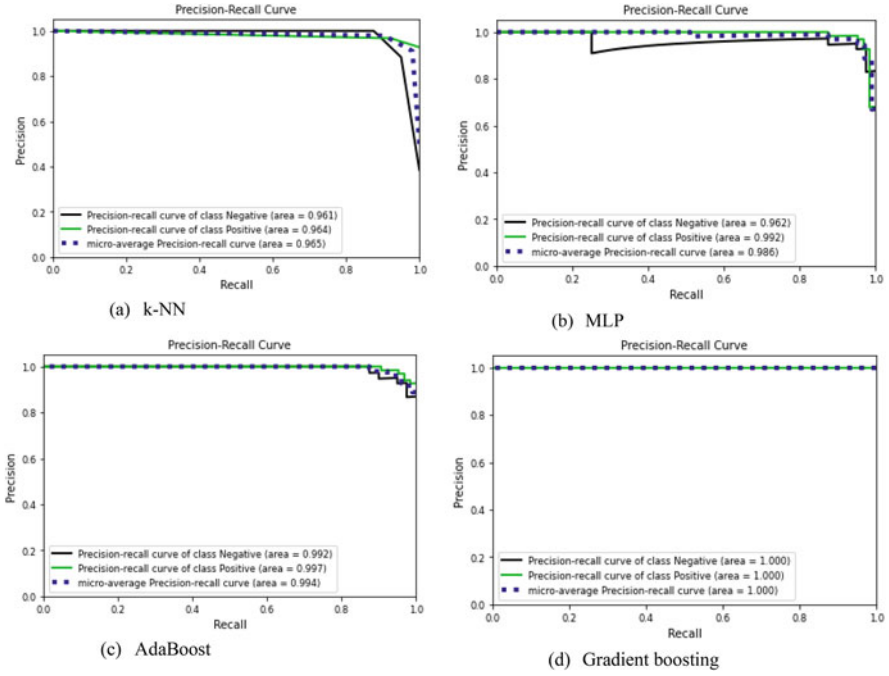 Precision-Recall Curve
1.0
0.8
0.6
0.4
0.2
0.0
Precision
Precision-recall curve of class Negative (area = 0.961)
Precision-recall curve of class Positive (area = 0.964)
micro-average Precision-recall curve (area = 0.965)
0.0 0.2 0.4 0.6 0.8 1.0
Recall
(a) k-NN
Precision-Recall Curve
1.0
0.8
0.6
0.4
0.2
0.0
Precision
Precision-recall curve of class Negative (area = 0.962)
Precision-recall curve of class Positive (area = 0.992)
micro-average Precision-recall curve (area = 0.986)
0.0 0.2 0.4 0.6 0.8 1.0
Recall
(b) MLP
Precision-Recall Curve
1.0
0.8
0.6
0.4
0.2
0.0
Precision
Precision-recall curve of class Negative (area = 0.992)
Precision-recall curve of class Positive (area = 0.997)
micro-average Precision-recall curve (area = 0.994)
0.0 0.2 0.4 0.6 0.8 1.0
Recall
(c) AdaBoost
Precision-Recall Curve
1.0
0.8
0.6
0.4
0.2
0.0
Precision
Precision-recall curve of class Negative (area = 1.000)
Precision-recall curve of class Positive (area = 1.000)
micro-average Precision-recall curve (area = 1.000)
0.0 0.2 0.4 0.6 0.8 1.0
Recall
(d) Gradient boosting